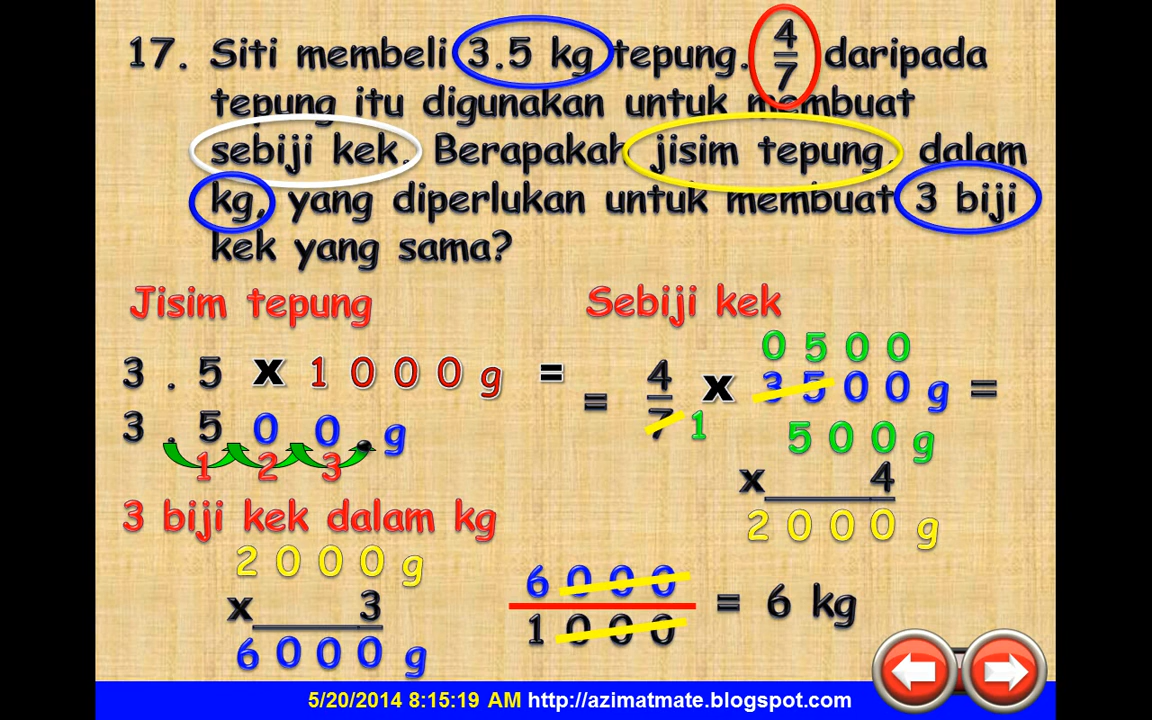 17. Siti membeli 3.5 kg tepung. 4/7 daripada
tepung itu digunakan untuk membuat
sebiji kek. Berapakah jisim tepung, dalam
kg, yang diperlukan untuk membuat 3 biji
kek yang sama?
Jisim tepung
3 . 5 x 1 0 0 0 g =
3 . 5 0 0 . g
1 2 3
Sebiji kek
0 5 0 0
= 4/7 x 3 5 0 0 g =
1
5 0 0 g
x 4
2 0 0 0 g
3 biji kek dalam kg
2 0 0 0 g
x 3
6 0 0 0 g
6 0 0 0
1 0 0 0
= 6 kg
5/20/2014 8:15:19 AM http://azimatmate.blogspot.com